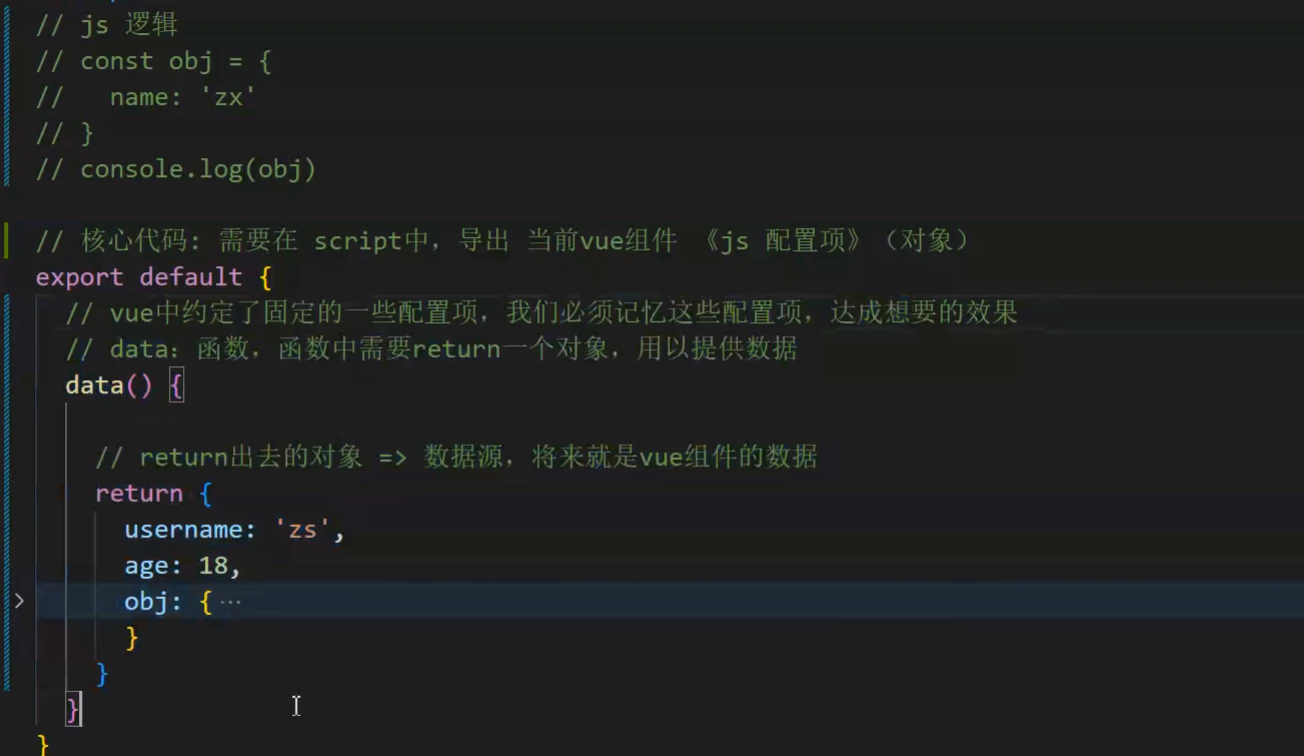 // js 逻辑
// const obj = {
//   name: 'zx'
// }
// console.log(obj)
// 核心代码: 需要在 script中，导出 当前vue组件 《js 配置项》（对象）
export default {
// vue中约定了固定的一些配置项，我们必须记忆这些配置项，达成想要的效果
// data：函数，函数中需要return一个对象，用以提供数据
data() {
// return出去的对象 => 数据源，将来就是vue组件的数据
return {
username: 'zs',
age: 18,
obj: {···
}
}
}
}